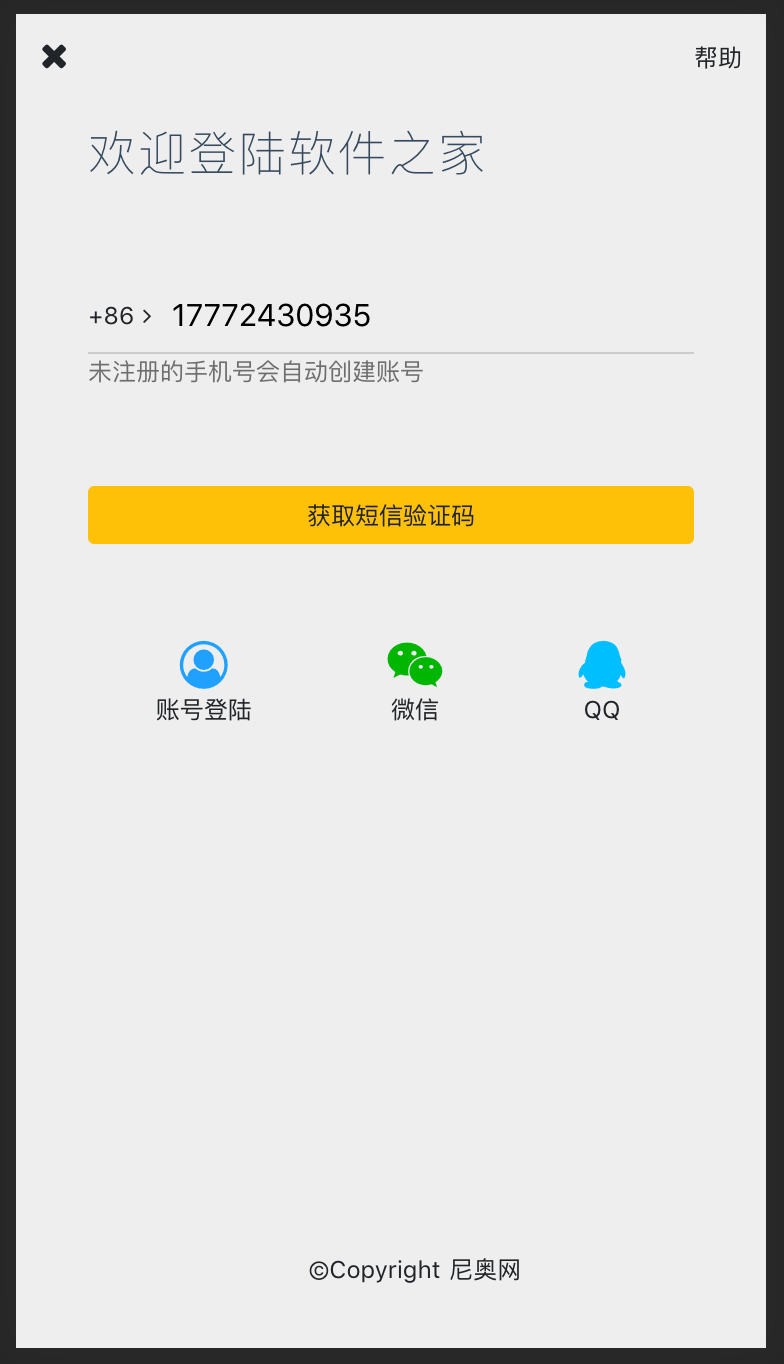 帮助
欢迎登陆软件之家
+86 17772430935
未注册的手机号会自动创建账号
获取短信验证码
账号登陆 微信 QQ
©Copyright 尼奥网